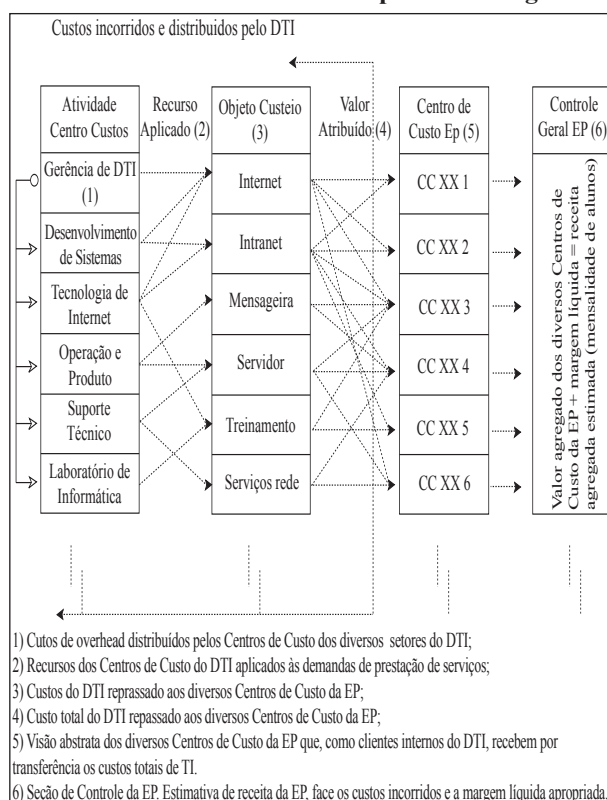 Custos incorridos e distribuidos pelo DTI
Atividade
Centro Custos
Recurso
Aplicado (2)
Objeto Custeio
(3)
Valor
Atribuído (4)
Centro de
Custo Ep (5)
Controle
Geral EP (6)
Gerência de DTI
(1)
Desenvolvimento
de Sistemas
Tecnologia de
Internet
Operação e
Produto
Suporte
Técnico
Laboratório de
Informática
Internet
Intranet
Mensageira
Servidor
Treinamento
Serviços rede
CC XX 1
CC XX 2
CC XX 3
CC XX 4
CC XX 5
CC XX 6
Valor agregado dos diversos Centros de
Custo da EP + margem líquida = receita
agregada estimada (mensalidade de alunos)
1) Cutos de overhead distribuídos pelos Centros de Custo dos diversos setores do DTI;
2) Recursos dos Centros de Custo do DTI aplicados às demandas de prestação de serviços;
3) Custos do DTI reprassado aos diversos Centros de Custo da EP;
4) Custo total do DTI repassado aos diversos Centros de Custo da EP;
5) Visão abstrata dos diversos Centros de Custo da EP que, como clientes internos do DTI, recebem por
transferência os custos totais de TI.
6) Seção de Controle da EP. Estimativa de receita da EP, face os custos incorridos e a margem líquida apropriada.